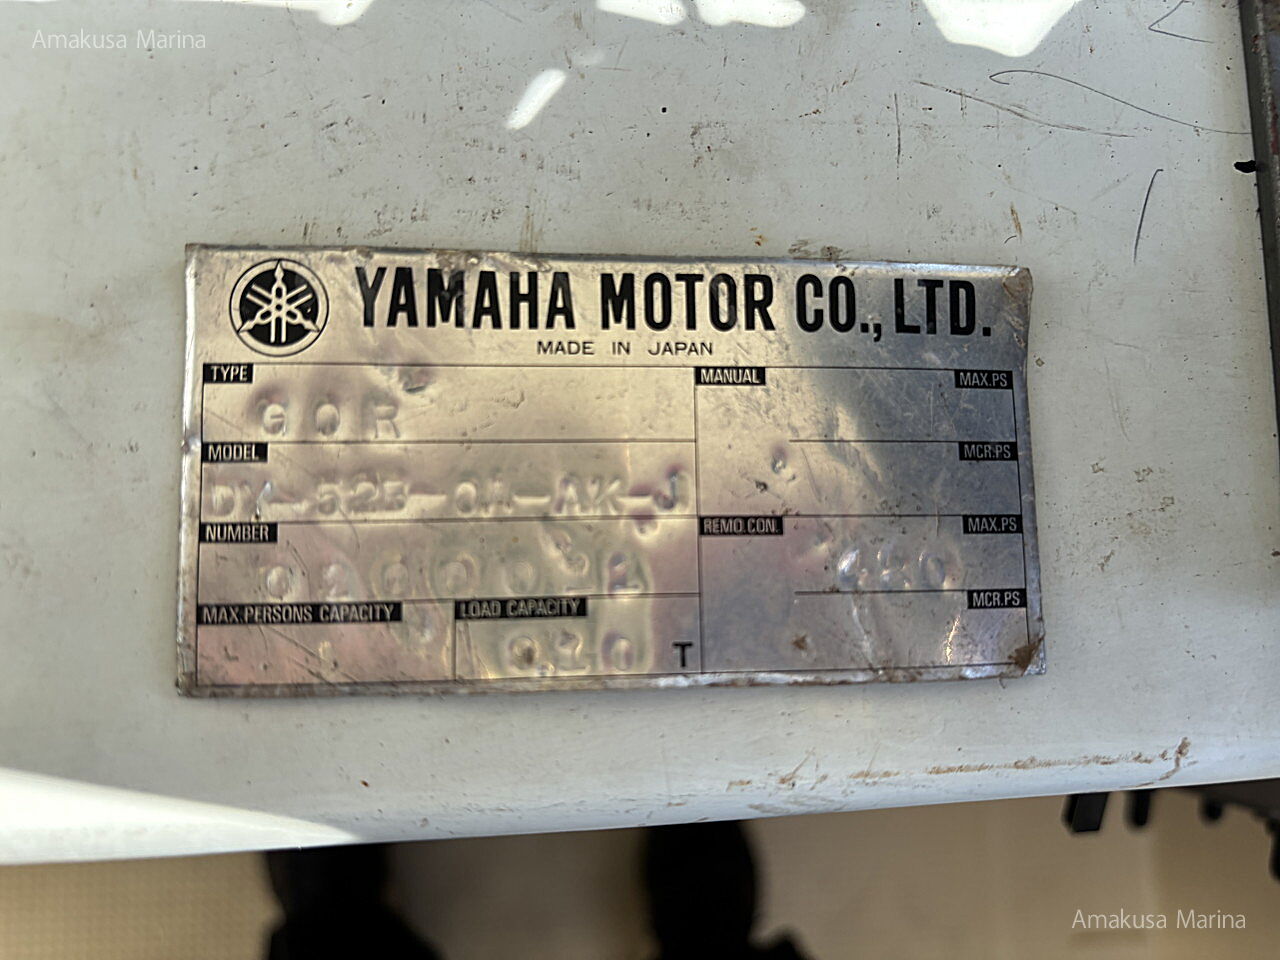 Amakusa Marina
YAMAHA MOTOR CO., LTD.
MADE IN JAPAN
TYPE
GOR
MANUAL
MAX.PS
MODEL
MCR.PS
NUMBER
REMO.CON.
MAX.PS
MAX.PERSONS CAPACITY
LOAD CAPACITY
MCR.PS
T
Amakusa Marina